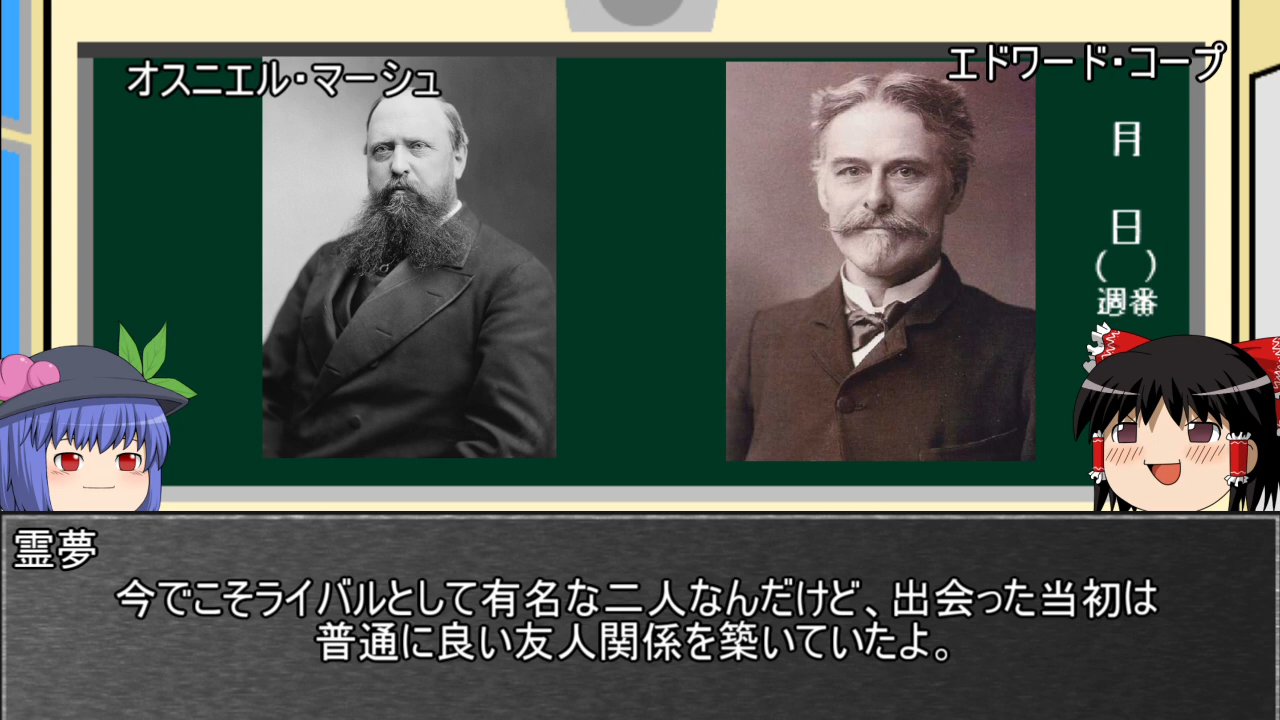 オスニエル・マーシュ
エドワード・コープ
月
日
( )
週番
霊夢
今でこそライバルとして有名な二人なんだけど、出会った当初は
普通に良い友人関係を築いていたよ。